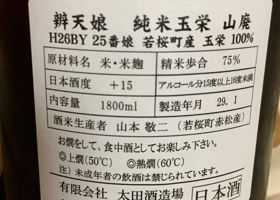 辨天娘 純米玉栄 山廃
H26BY 25番娘 若桜町産 玉栄 100%
原材料名 米・米麹 精米歩合 75%
日本酒度 +15 アルコール分15度以上16度未満
内容量 1800ml 製造年月 29.1
酒米生産者 山本 敬二(若桜町赤松産)
お燗をして、食中酒としてお楽しみ下さい。
◎上燗(50℃) ◎熱燗(60℃)
注)未成年者の飲酒は禁じられています。
有限会社 太田酒造場 日本酒